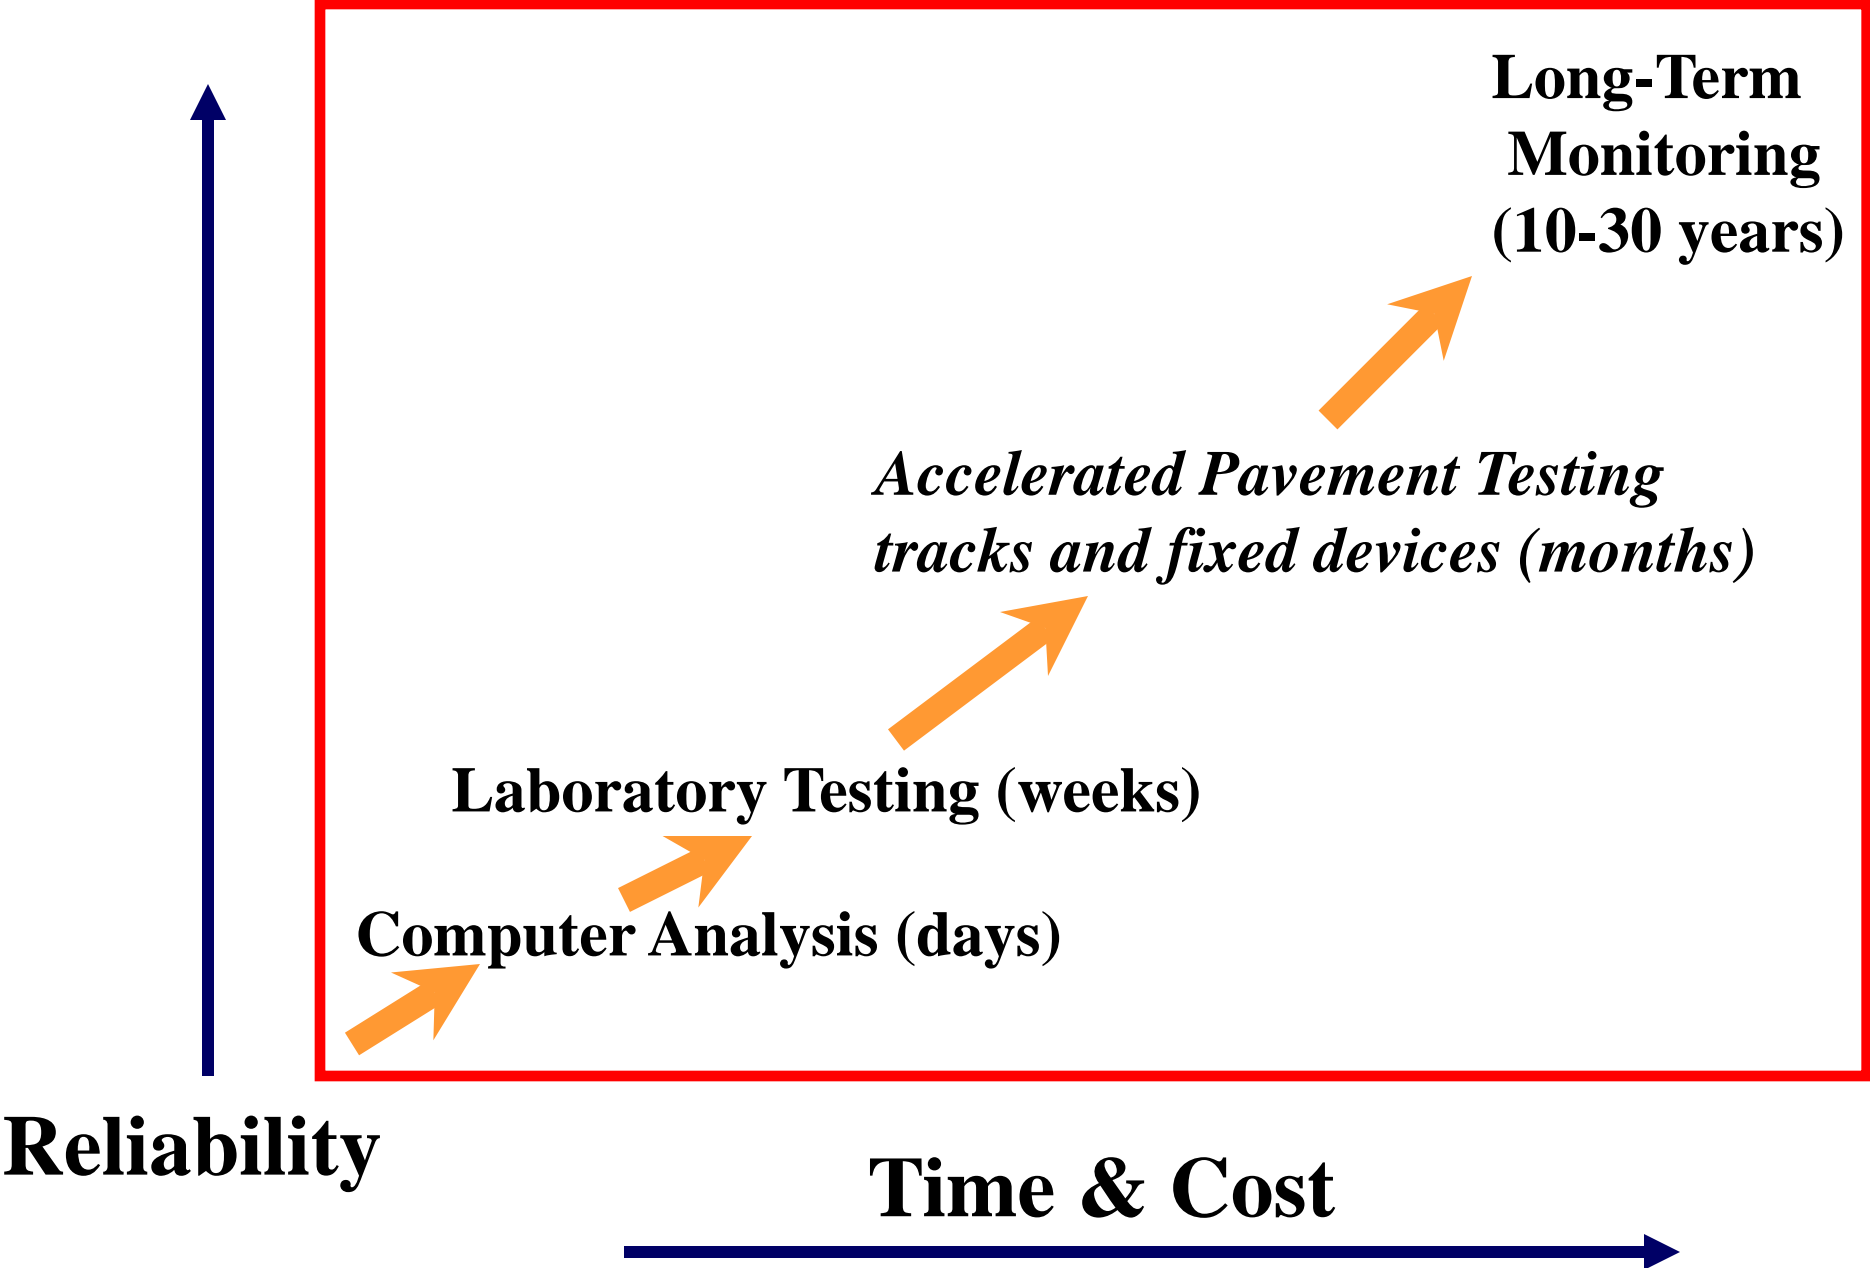 Long-Term
Monitoring
(10-30 years)
Accelerated Pavement Testing
tracks and fixed devices (months)
Laboratory Testing (weeks)
Computer Analysis (days)
Reliability
Time & Cost